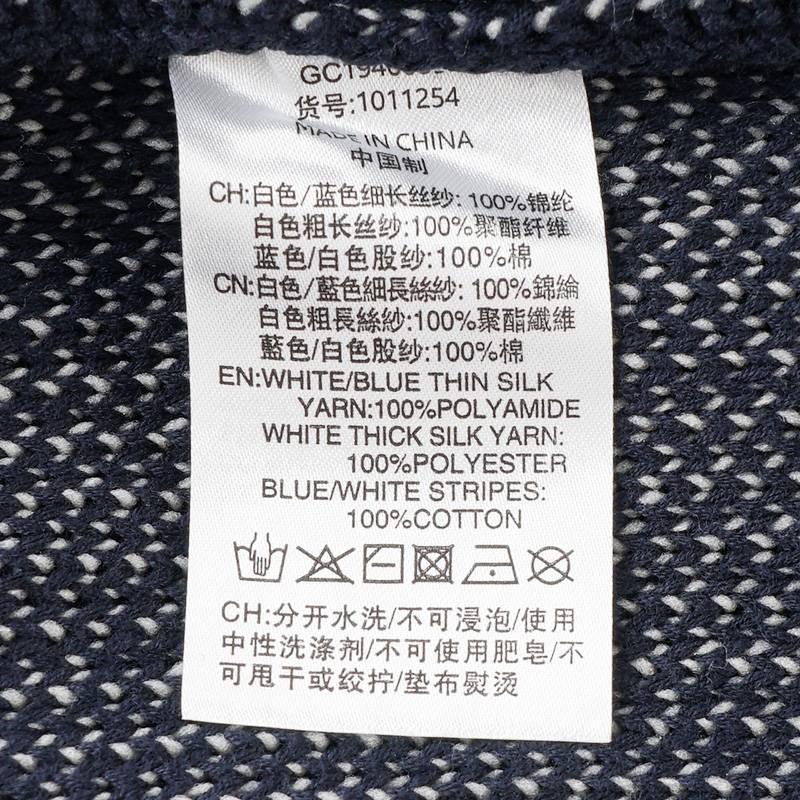 货号:1011254
MADE IN CHINA
中国制
CH:白色/蓝色细长丝纱: 100%锦纶
白色粗长丝纱:100%聚酯纤维
蓝色/白色股纱:100%棉
CN:白色/藍色細長絲紗: 100%錦綸
白色粗長絲紗:100%聚酯纖維
藍色/白色股纱:100%棉
EN:WHITE/BLUE THIN SILK
YARN:100%POLYAMIDE
WHITE THICK SILK YARN:
100%POLYESTER
BLUE/WHITE STRIPES:
100%COTTON
CH:分开水洗/不可浸泡/使用
中性洗涤剂/不可使用肥皂/不
可甩干或绞拧/垫布熨烫